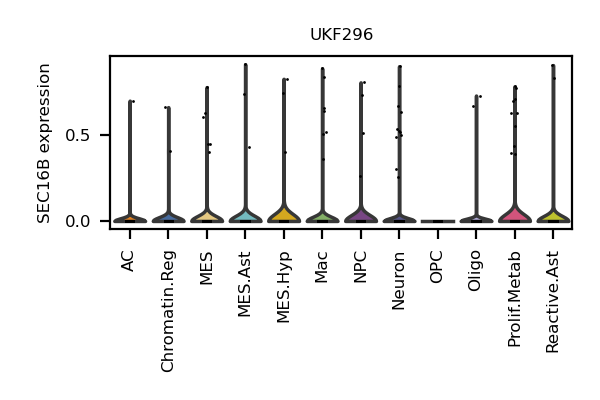 UKF296
SEC16B expression
0.5
0.0
AC
Chromatin.Reg
MES
MES.Ast
MES.Hyp
Mac
NPC
Neuron
OPC
Oligo
Prolif.Metab
Reactive.Ast